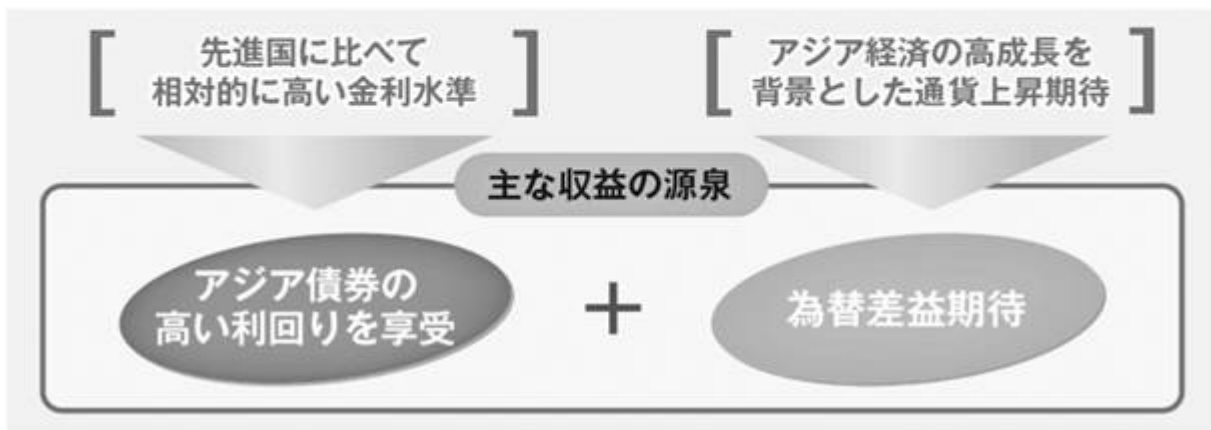 先進国に比べて
相対的に高い金利水準
アジア経済の高成長を
背景とした通貨上昇期待
主な収益の源泉
アジア債券の
高い利回りを享受
+
為替差益期待